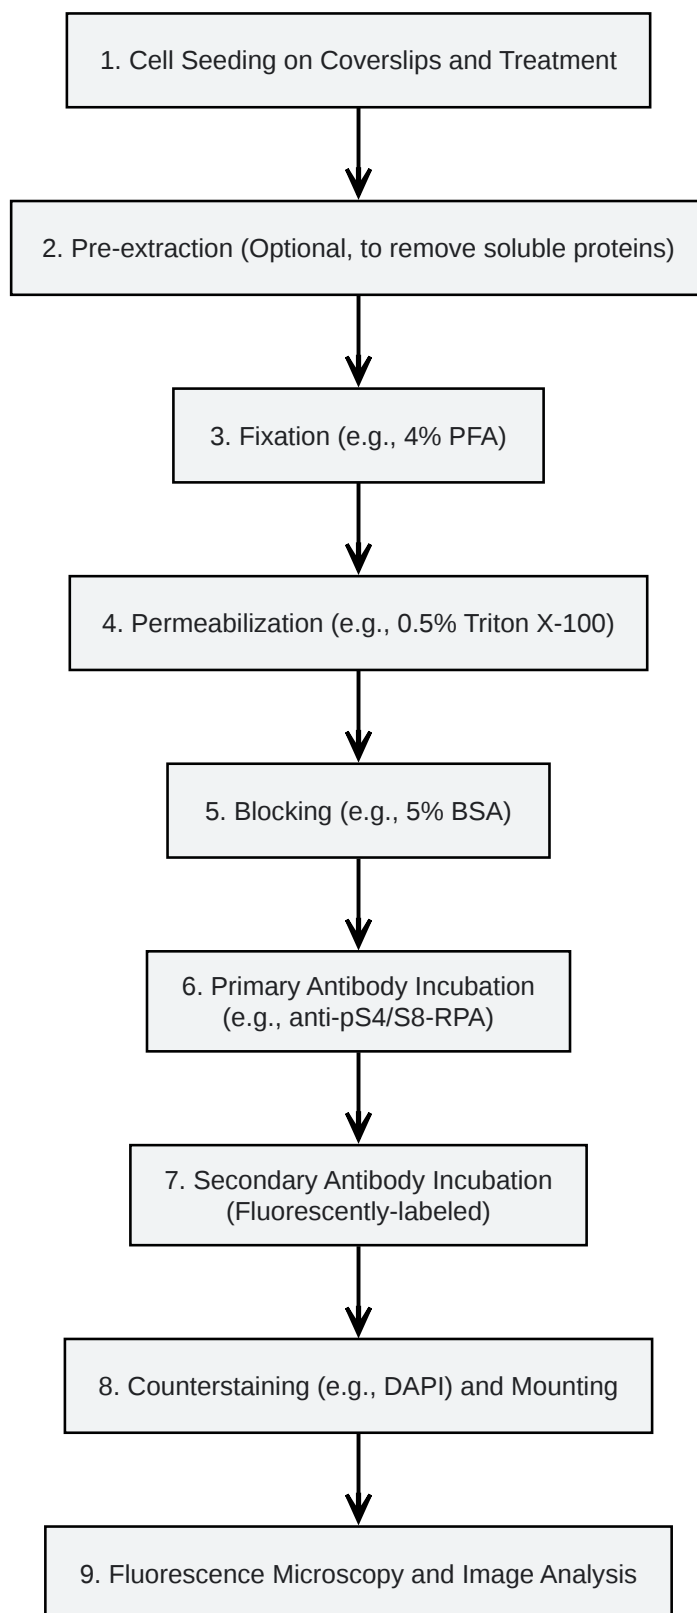 1. Cell Seeding on Coverslips and Treatment
2. Pre-extraction (Optional, to remove soluble proteins)
3. Fixation (e.g., 4% PFA)
4. Permeabilization (e.g., 0.5% Triton X-100)
5. Blocking (e.g., 5% BSA)
6. Primary Antibody Incubation
(e.g., anti-pS4/S8-RPA)
7. Secondary Antibody Incubation
(Fluorescently-labeled)
8. Counterstaining (e.g., DAPI) and Mounting
9. Fluorescence Microscopy and Image Analysis